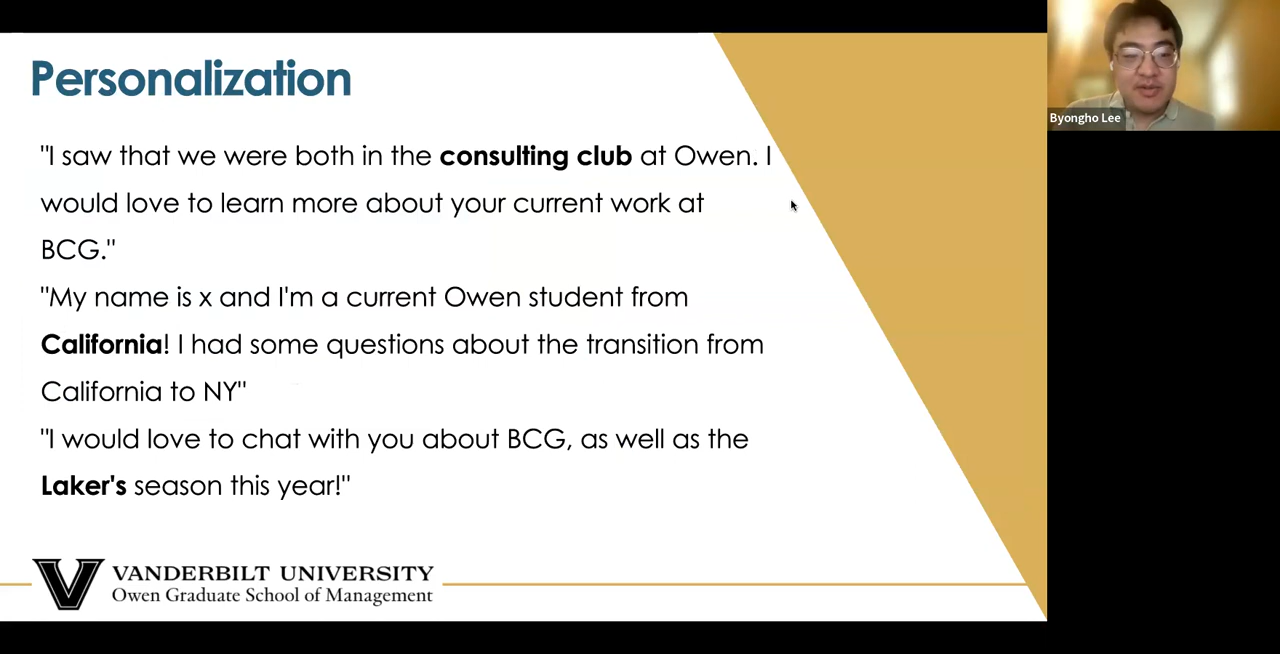 Personalization
"I saw that we were both in the consulting club at Owen. I
would love to learn more about your current work at
BCG."
"My name is x and I'm a current Owen student from
California! I had some questions about the transition from
California to NY"
"I would love to chat with you about BCG, as well as the
Laker's season this year!"
VANDERBILT UNIVERSITY
Owen Graduate School of Management
Byongho Lee